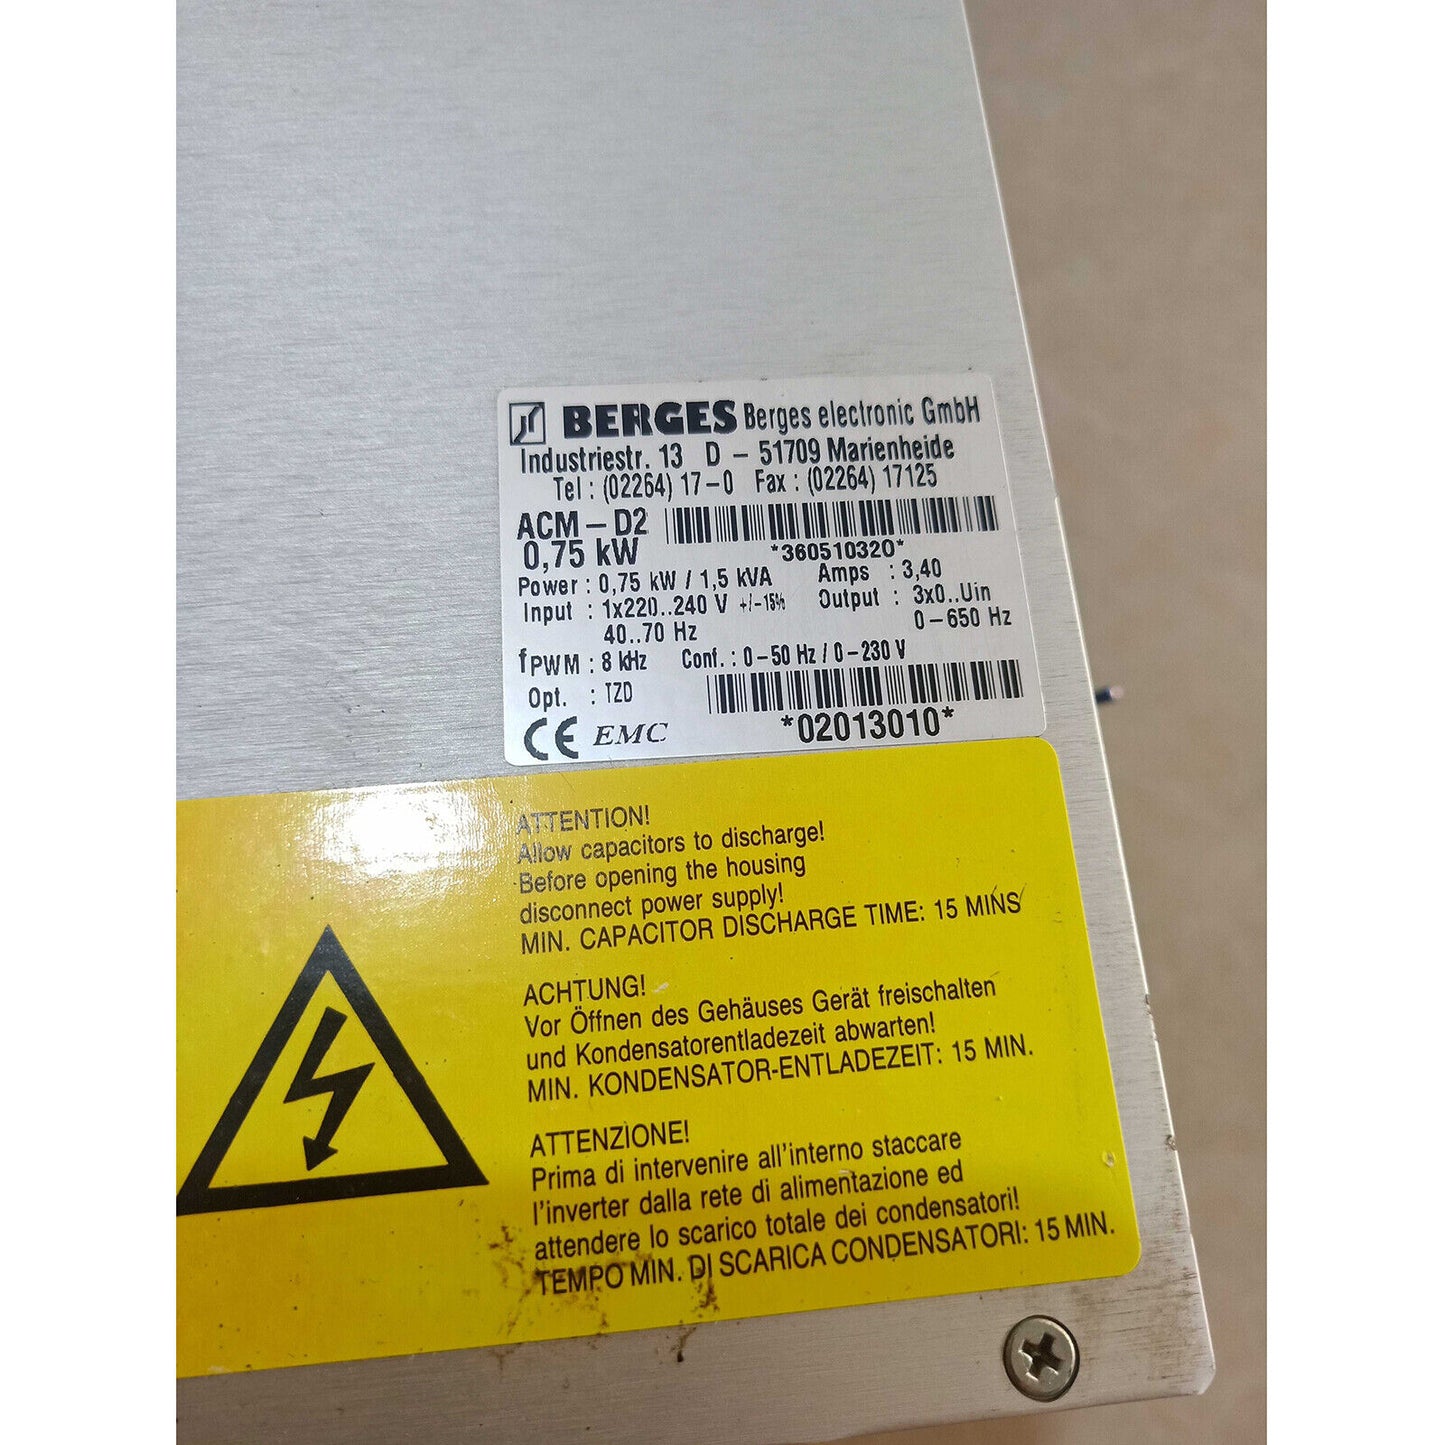 BERGES Berges electronic GmbH
Industriestr. 13 D - 51709 Marienheide
Tel : (02264) 17-0 Fax : (02264) 17125
ACM - D2
0,75 kW
*360510320*
Power : 0,75 kW / 1,5 kVA Amps : 3,40
Input : 1x220..240 V +/-15% Output : 3x0..Uin
40..70 Hz 0-650 Hz
fPWM : 8 kHz Conf. : 0-50 Hz / 0-230 V
Opt. : TZD
CE EMC *02013010*
ATTENTION!
Allow capacitors to discharge!
Before opening the housing
disconnect power supply!
MIN. CAPACITOR DISCHARGE TIME: 15 MINS
ACHTUNG!
Vor Öffnen des Gehäuses Gerät freischalten
und Kondensatorentladezeit abwarten!
MIN. KONDENSATOR-ENTLADEZEIT: 15 MIN.
ATTENZIONE!
Prima di intervenire all'interno staccare
l'inverter dalla rete di alimentazione ed
attendere lo scarico totale dei condensatori!
TEMPO MIN. DI SCARICA CONDENSATORI: 15 MIN.